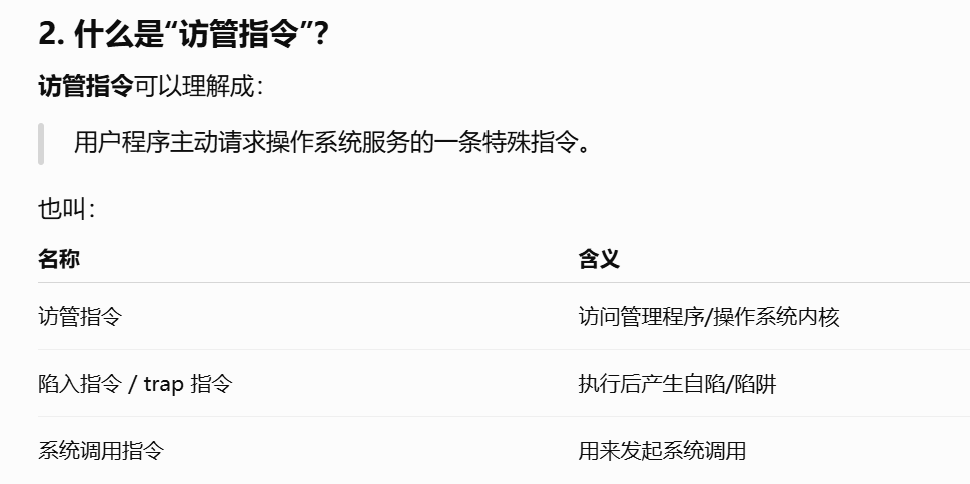 2. 什么是“访管指令”？
访管指令可以理解成：
用户程序主动请求操作系统服务的一条特殊指令。
也叫：
名称 含义
访管指令 访问管理程序/操作系统内核
陷入指令 / trap 指令 执行后产生自陷/陷阱
系统调用指令 用来发起系统调用